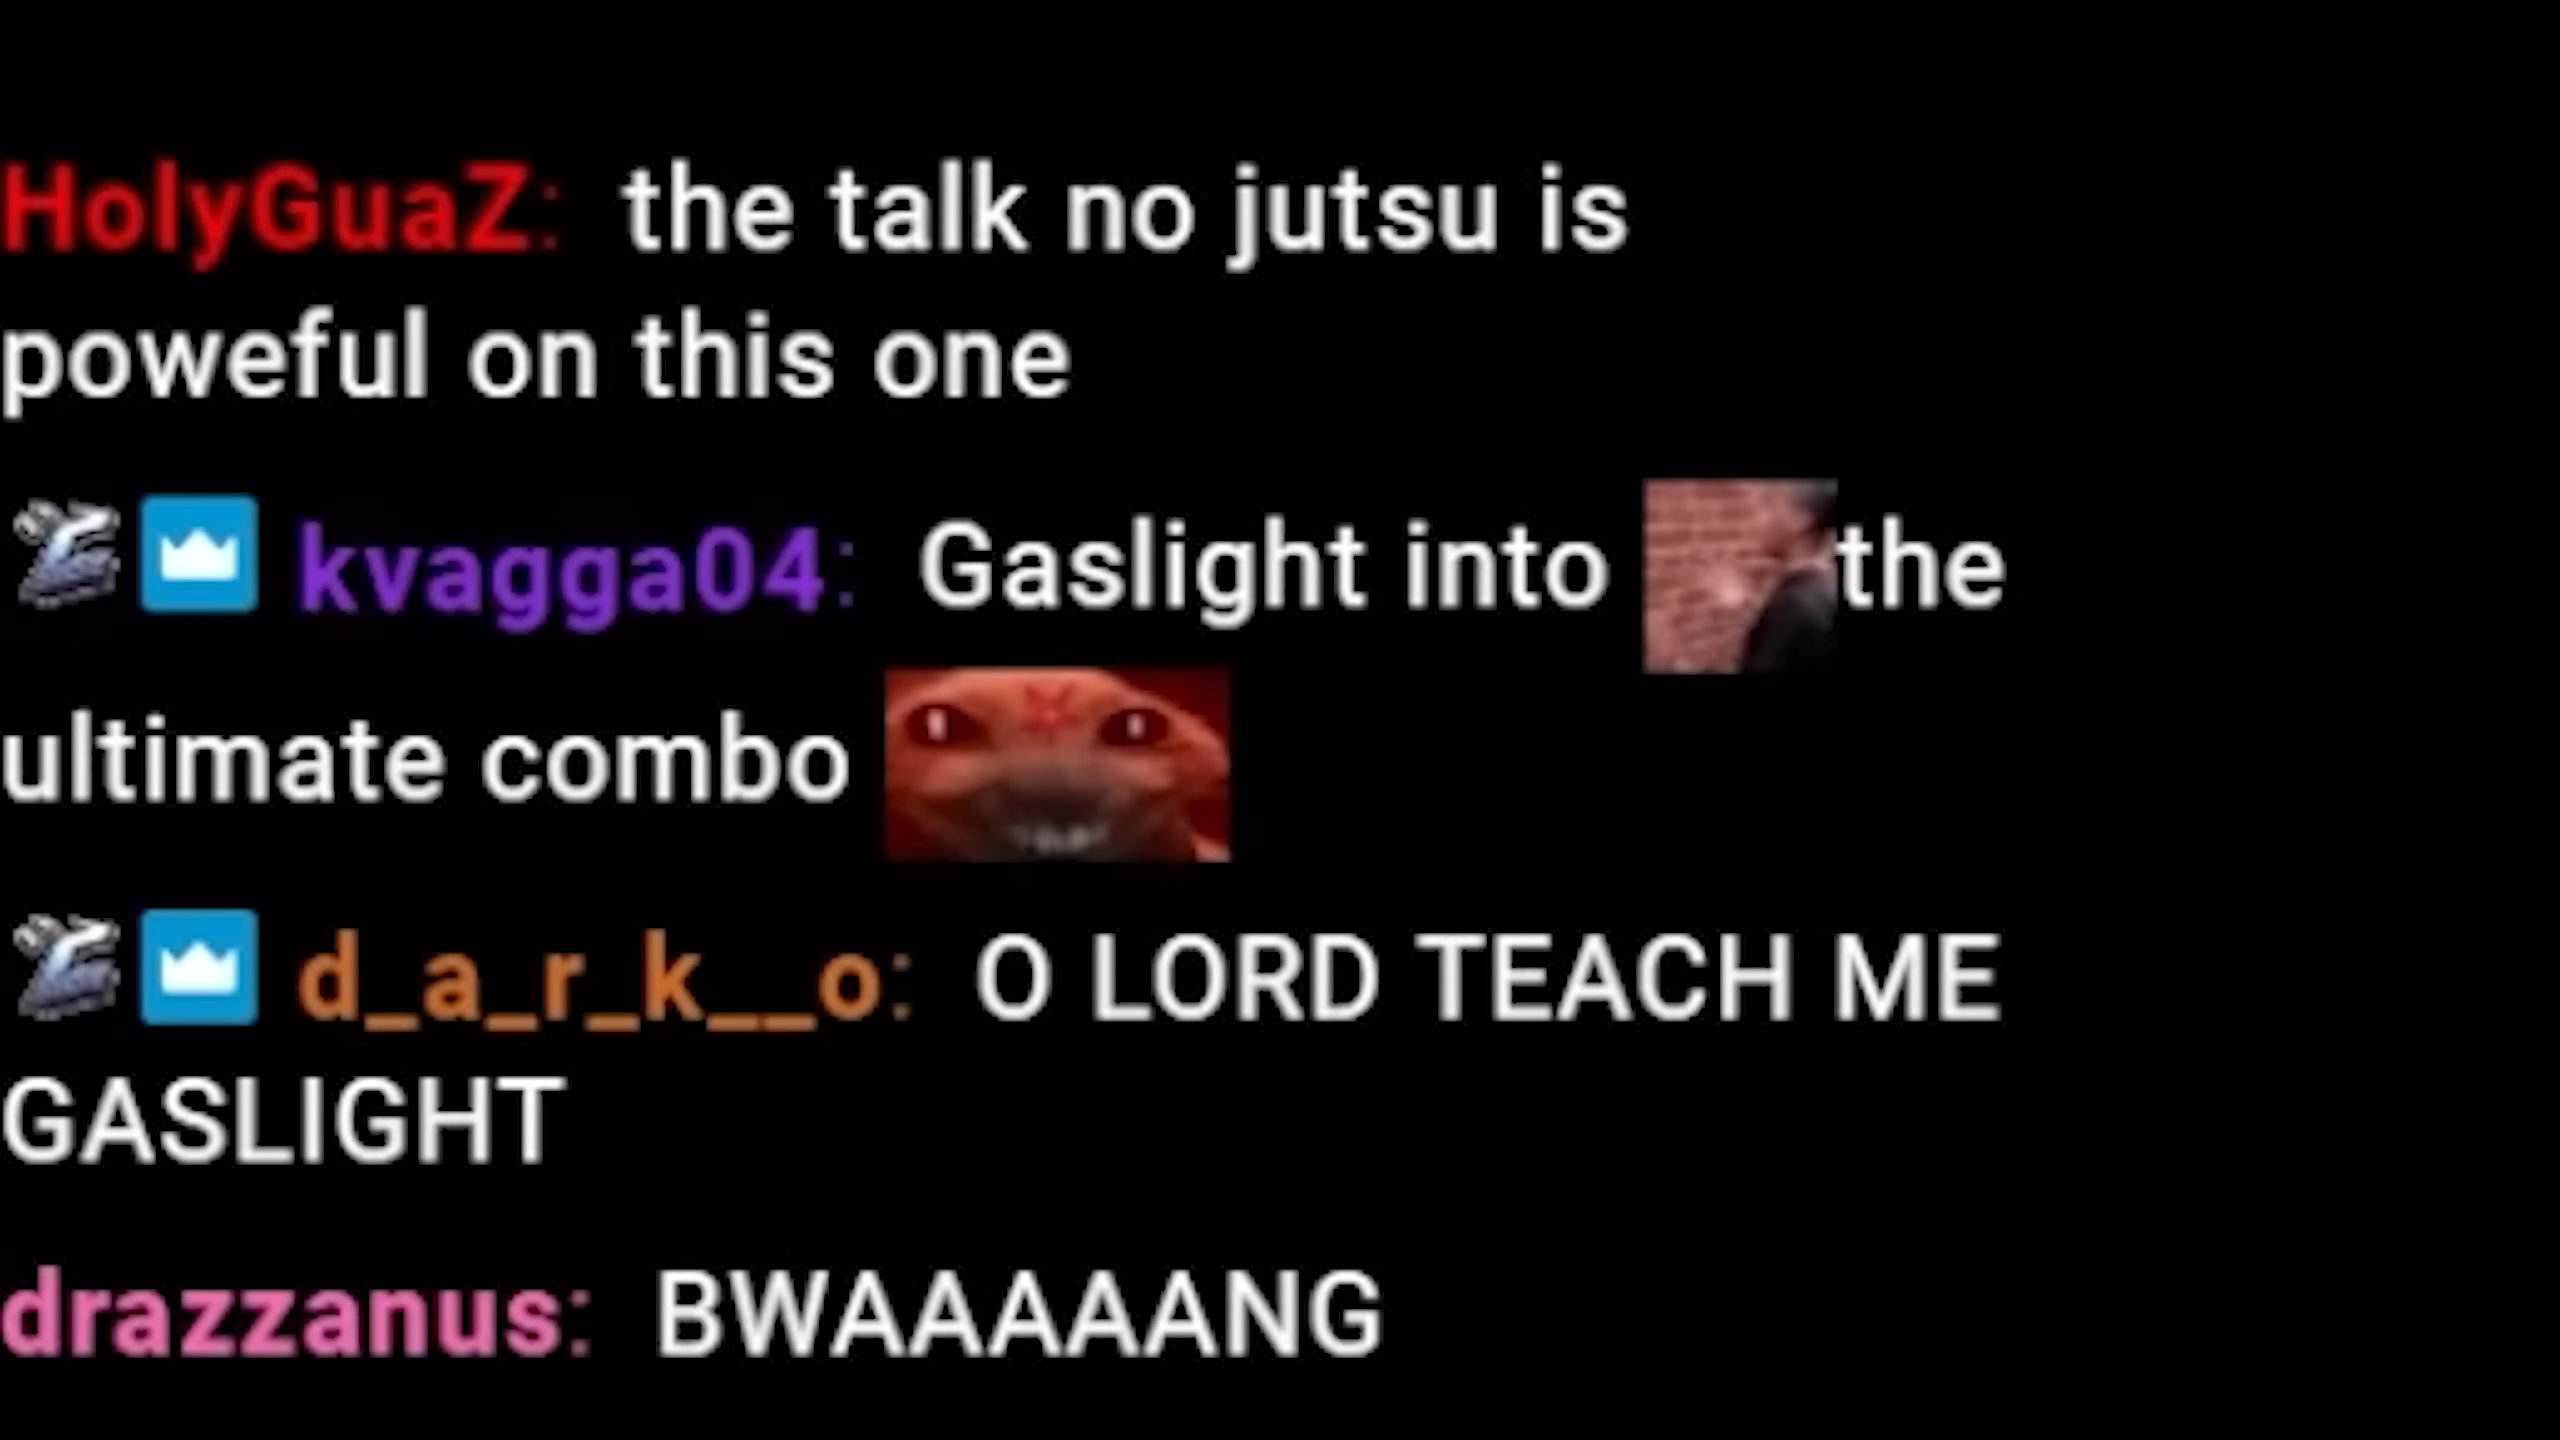 HolyGuaZ: the talk no jutsu is
poweful on this one
kvagga04: Gaslight into the
ultimate combo
d_a_r_k__o: O LORD TEACH ME
GASLIGHT
drazzanus: BWAAAAANG